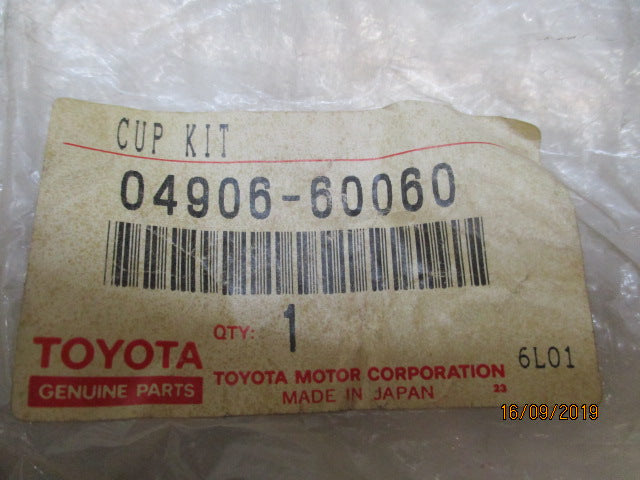 CUP KIT
04906-60060
QTY: 1
TOYOTA
GENUINE PARTS
TOYOTA MOTOR CORPORATION
MADE IN JAPAN
23
6L01
16/09/2019